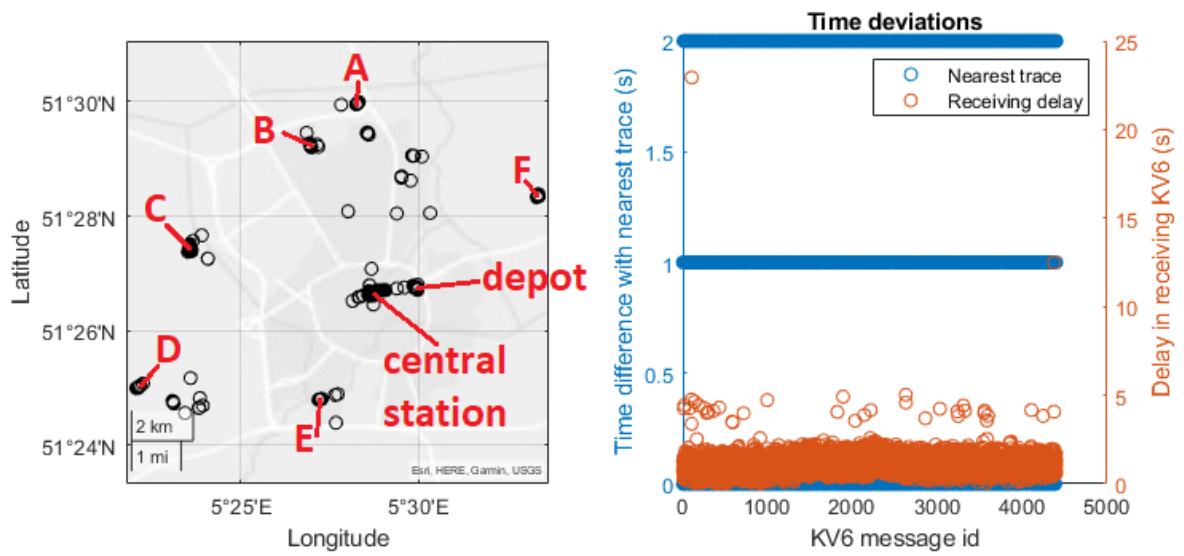 A
B
C
D
E
F
depot
central
station
51°30'N
51°28'N
51°26'N
51°24'N
Latitude
2 km
1 mi
Esri, HERE, Garmin, USGS
5°25'E
5°30'E
Longitude
Time deviations
Nearest trace
Receiving delay
Time difference with nearest trace (s)
2
1.5
1
0.5
0
Delay in receiving KV6 (s)
25
20
15
10
5
0
0
1000
2000
3000
4000
5000
KV6 message id